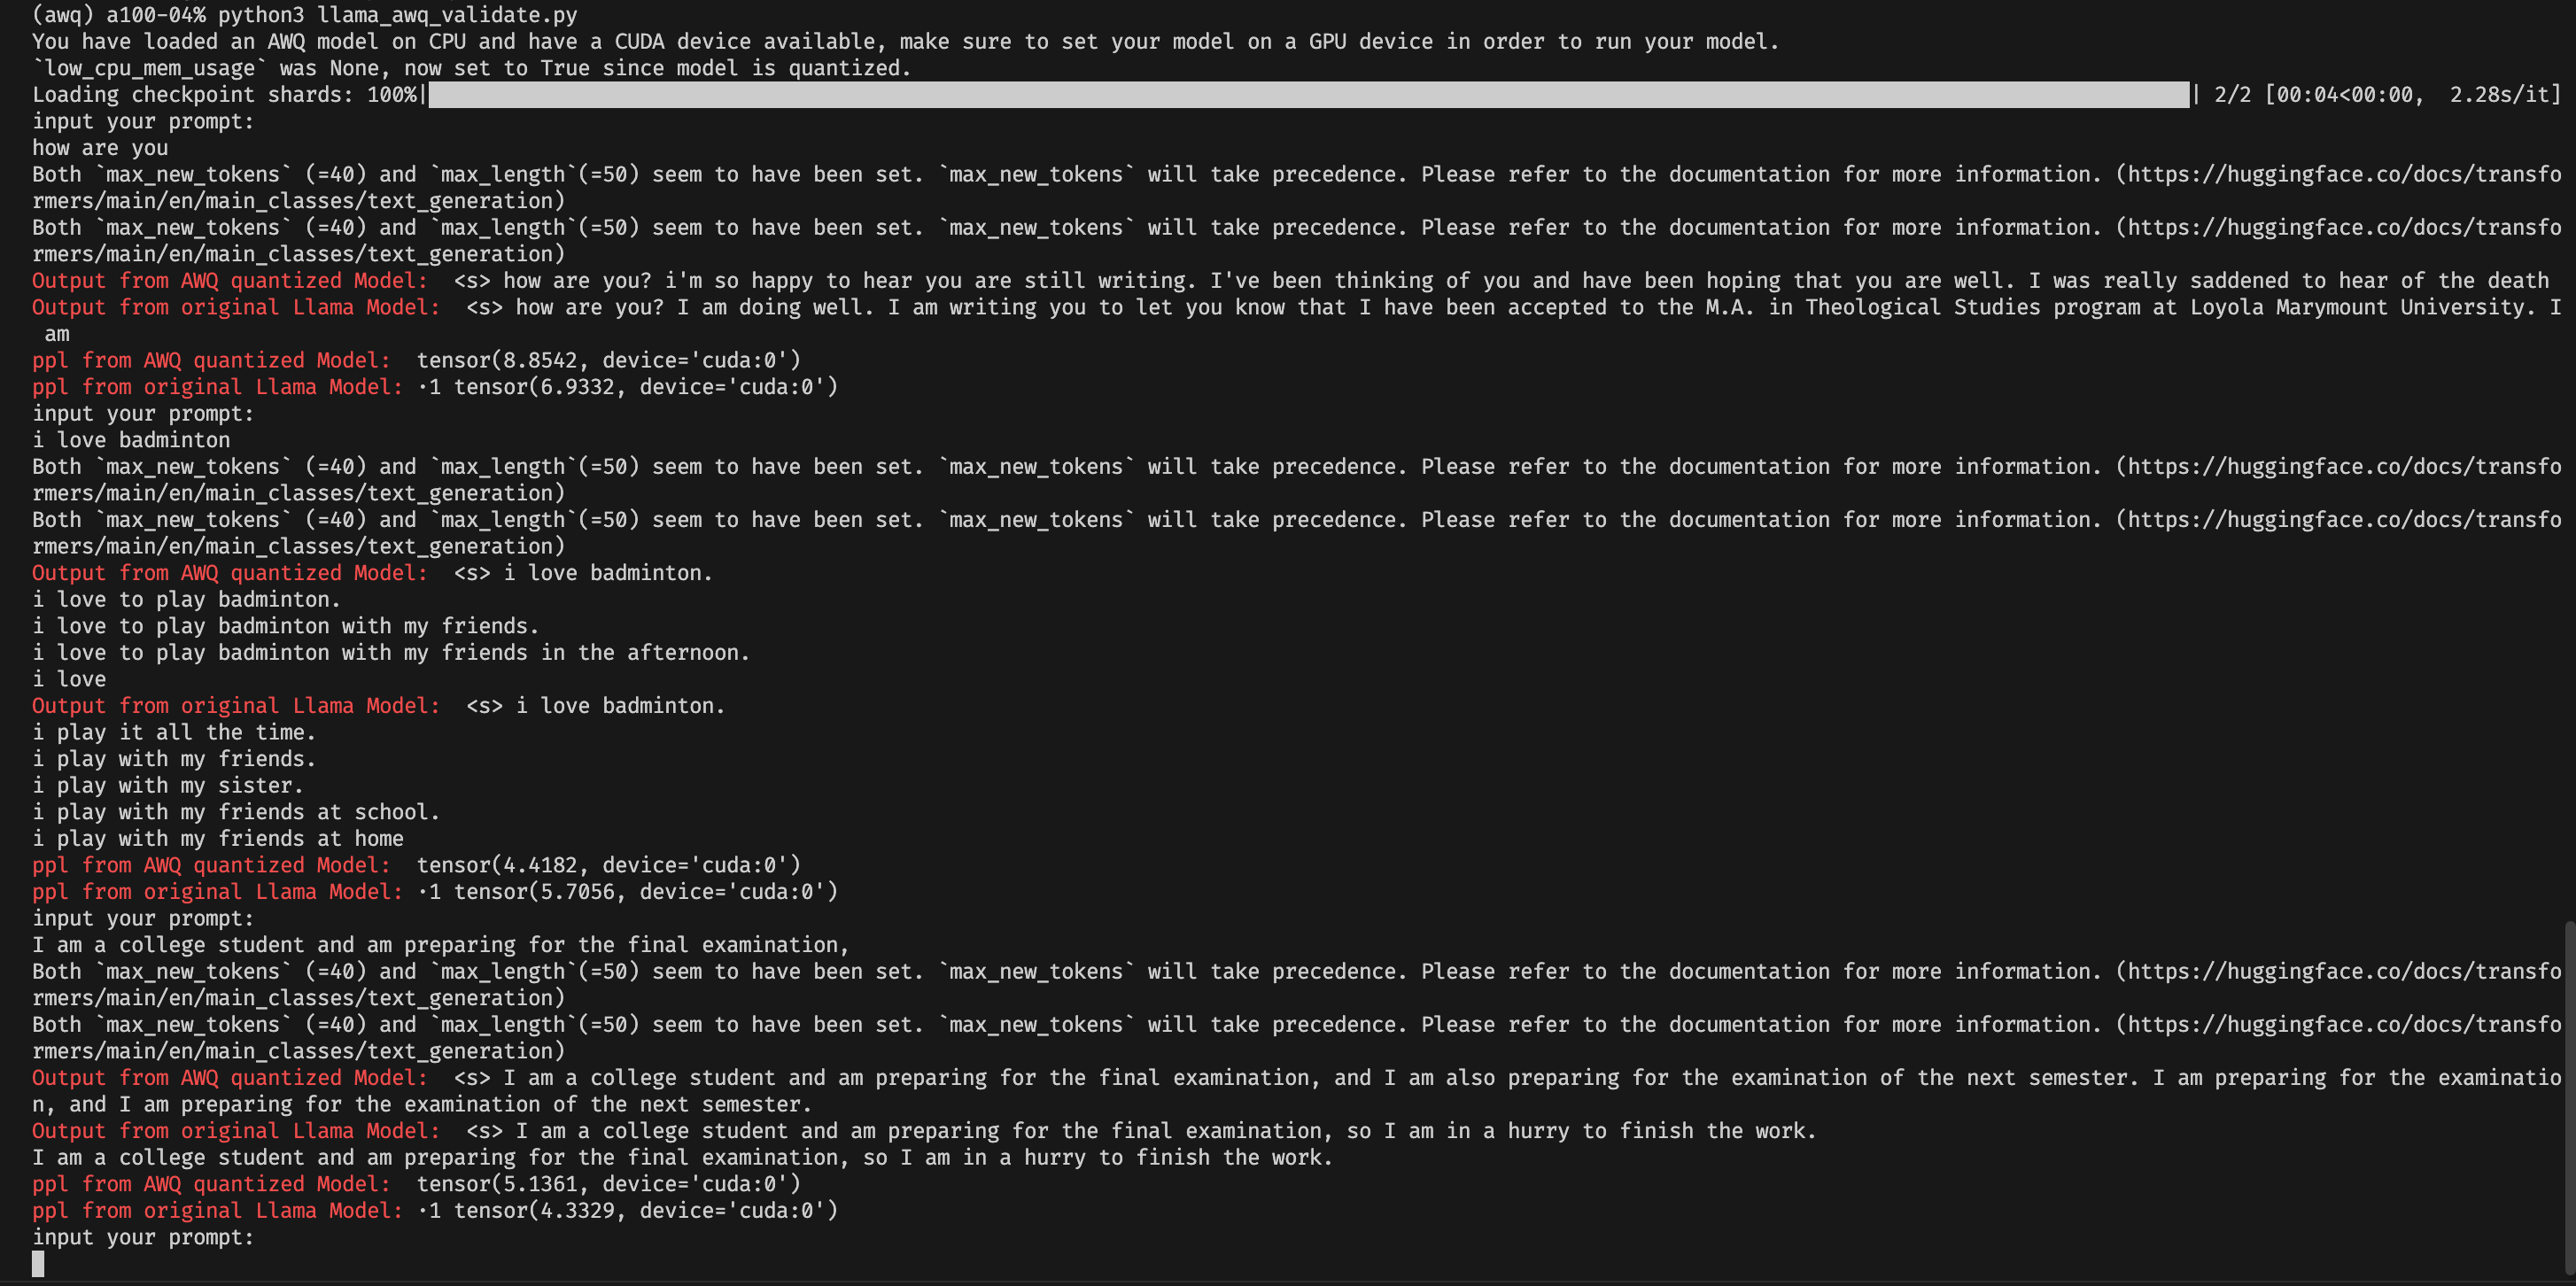 (awq) a100-04% python3 llama_awq_validate.py
You have loaded an AWQ model on CPU and have a CUDA device available, make sure to set your model on a GPU device in order to run your model.
`low_cpu_mem_usage` was None, now set to True since model is quantized.
Loading checkpoint shards: 100%|██████████| 2/2 [00:04<00:00,  2.28s/it]
input your prompt:
how are you
Both `max_new_tokens` (=40) and `max_length`(=50) seem to have been set. `max_new_tokens` will take precedence. Please refer to the documentation for more information. (https://huggingface.co/docs/transfo
rmers/main/en/main_classes/text_generation)
Both `max_new_tokens` (=40) and `max_length`(=50) seem to have been set. `max_new_tokens` will take precedence. Please refer to the documentation for more information. (https://huggingface.co/docs/transfo
rmers/main/en/main_classes/text_generation)
Output from AWQ quantized Model:  <s> how are you? i'm so happy to hear you are still writing. I've been thinking of you and have been hoping that you are well. I was really saddened to hear of the death
Output from original Llama Model:  <s> how are you? I am doing well. I am writing you to let you know that I have been accepted to the M.A. in Theological Studies program at Loyola Marymount University. I
 am
ppl from AWQ quantized Model:  tensor(8.8542, device='cuda:0')
ppl from original Llama Model: ·1 tensor(6.9332, device='cuda:0')
input your prompt:
i love badminton
Both `max_new_tokens` (=40) and `max_length`(=50) seem to have been set. `max_new_tokens` will take precedence. Please refer to the documentation for more information. (https://huggingface.co/docs/transfo
rmers/main/en/main_classes/text_generation)
Both `max_new_tokens` (=40) and `max_length`(=50) seem to have been set. `max_new_tokens` will take precedence. Please refer to the documentation for more information. (https://huggingface.co/docs/transfo
rmers/main/en/main_classes/text_generation)
Output from AWQ quantized Model:  <s> i love badminton.
i love to play badminton.
i love to play badminton with my friends.
i love to play badminton with my friends in the afternoon.
i love
Output from original Llama Model:  <s> i love badminton.
i play it all the time.
i play with my friends.
i play with my sister.
i play with my friends at school.
i play with my friends at home
ppl from AWQ quantized Model:  tensor(4.4182, device='cuda:0')
ppl from original Llama Model: ·1 tensor(5.7056, device='cuda:0')
input your prompt:
I am a college student and am preparing for the final examination,
Both `max_new_tokens` (=40) and `max_length`(=50) seem to have been set. `max_new_tokens` will take precedence. Please refer to the documentation for more information. (https://huggingface.co/docs/transfo
rmers/main/en/main_classes/text_generation)
Both `max_new_tokens` (=40) and `max_length`(=50) seem to have been set. `max_new_tokens` will take precedence. Please refer to the documentation for more information. (https://huggingface.co/docs/transfo
rmers/main/en/main_classes/text_generation)
Output from AWQ quantized Model:  <s> I am a college student and am preparing for the final examination, and I am also preparing for the examination of the next semester. I am preparing for the examinatio
n, and I am preparing for the examination of the next semester.
Output from original Llama Model:  <s> I am a college student and am preparing for the final examination, so I am in a hurry to finish the work.
I am a college student and am preparing for the final examination, so I am in a hurry to finish the work.
ppl from AWQ quantized Model:  tensor(5.1361, device='cuda:0')
ppl from original Llama Model: ·1 tensor(4.3329, device='cuda:0')
input your prompt: